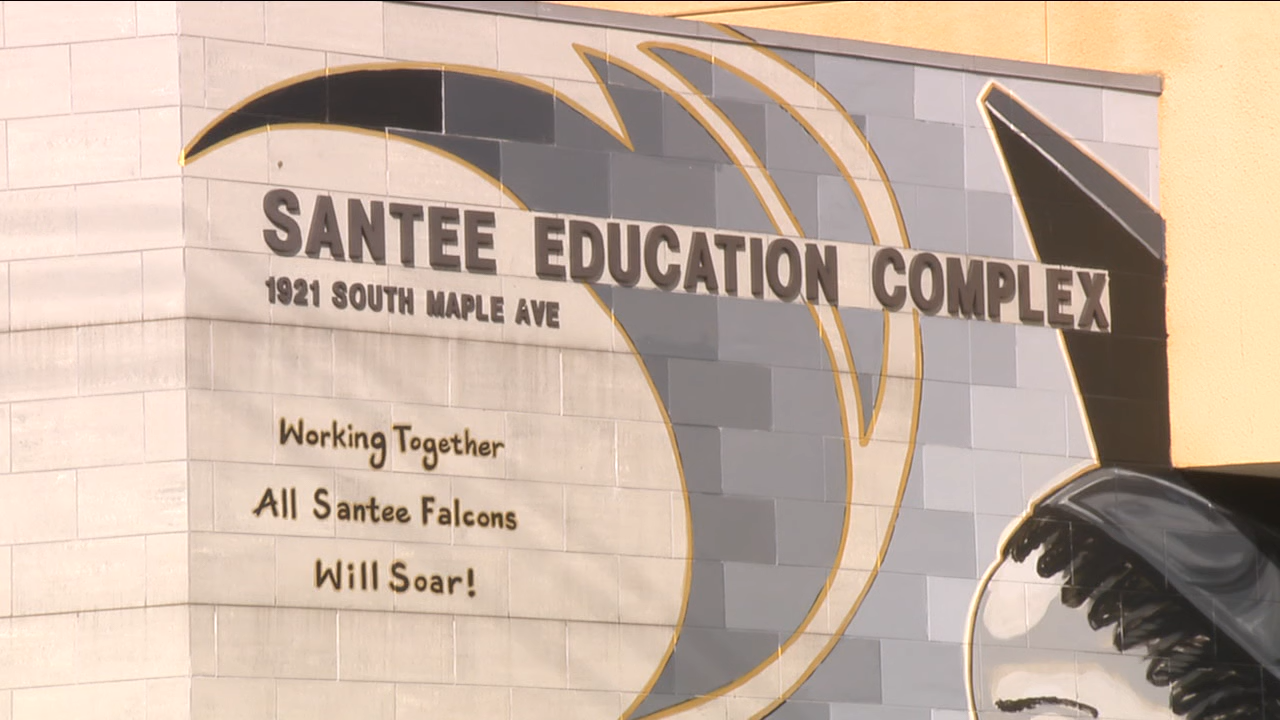 SANTEE EDUCATION COMPLEX
1921 SOUTH MAPLE AVE
Working Together
All Santee Falcons
Will Soar!